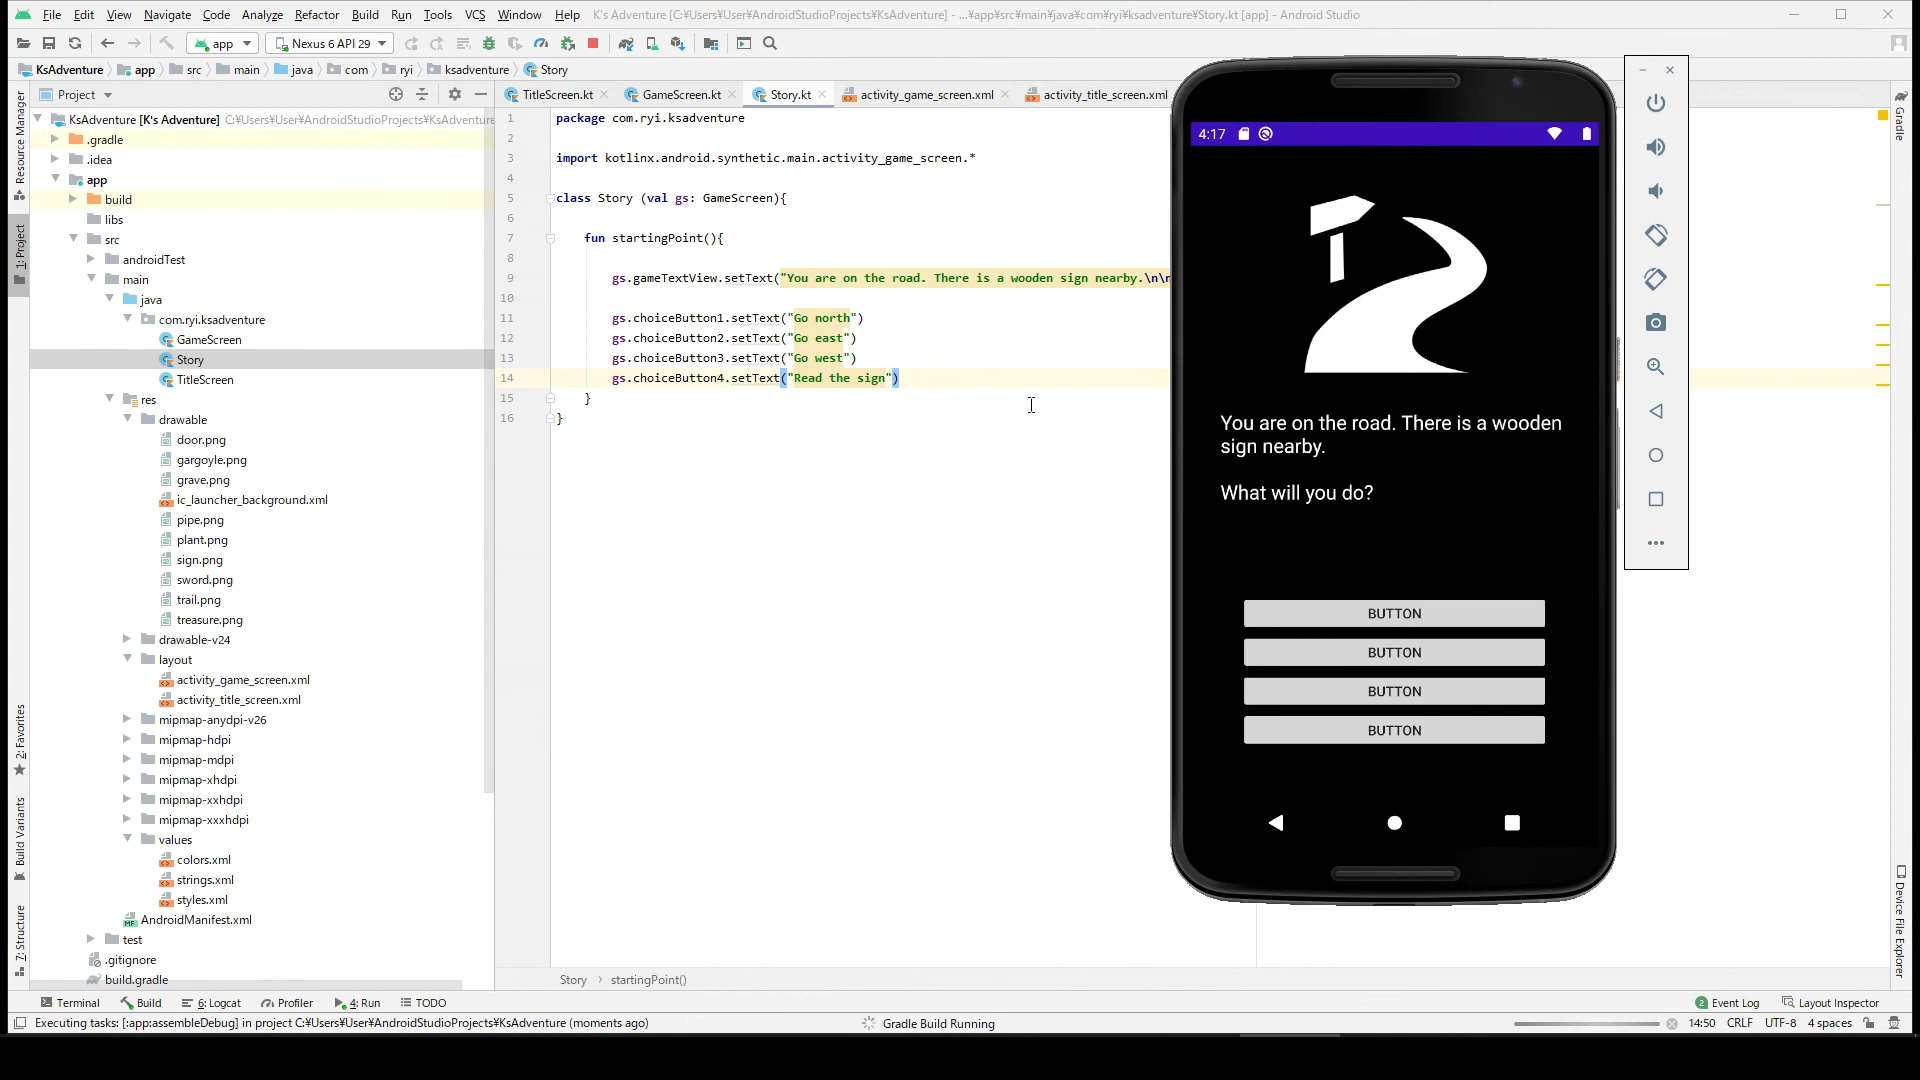 File Edit View Navigate Code Analyze Refactor Build Run Tools VCS Window Help K's Adventure [C:¥Users¥User¥AndroidStudioProjects¥KsAdventure] - ...¥app¥src¥main¥java¥com¥ryi¥ksadventure¥Story.kt [app] - Android Studio
app Nexus 6 API 29
KsAdventure app src main java com ryi ksadventure Story
Project
TitleScreen.kt GameScreen.kt Story.kt activity_game_screen.xml activity_title_screen.xml
KsAdventure [K's Adventure] C:¥Users¥User¥AndroidStudioProjects¥KsAdventure
.gradle
.idea
app
build
libs
src
androidTest
main
java
com.ryi.ksadventure
GameScreen
Story
TitleScreen
res
drawable
door.png
gargoyle.png
grave.png
ic_launcher_background.xml
pipe.png
plant.png
sign.png
sword.png
trail.png
treasure.png
drawable-v24
layout
activity_game_screen.xml
activity_title_screen.xml
mipmap-anydpi-v26
mipmap-hdpi
mipmap-mdpi
mipmap-xhdpi
mipmap-xxhdpi
mipmap-xxxhdpi
values
colors.xml
strings.xml
styles.xml
AndroidManifest.xml
test
.gitignore
build.gradle
Resource Manager
1: Project
2: Favorites
Build Variants
7: Structure
1 package com.ryi.ksadventure
2
3 import kotlinx.android.synthetic.main.activity_game_screen.*
4
5 class Story (val gs: GameScreen){
6
7 fun startingPoint(){
8
9 gs.gameTextView.setText("You are on the road. There is a wooden sign nearby.\n\n
10
11 gs.choiceButton1.setText("Go north")
12 gs.choiceButton2.setText("Go east")
13 gs.choiceButton3.setText("Go west")
14 gs.choiceButton4.setText("Read the sign")
15 }
16 }
4:17
You are on the road. There is a wooden
sign nearby.
What will you do?
BUTTON
BUTTON
BUTTON
BUTTON
Gradle
Device File Explorer
Story > startingPoint()
Terminal Build 6: Logcat Profiler 4: Run TODO 2 Event Log Layout Inspector
Executing tasks: [:app:assembleDebug] in project C:¥Users¥User¥AndroidStudioProjects¥KsAdventure (moments ago) Gradle Build Running 14:50 CRLF UTF-8 4 spaces